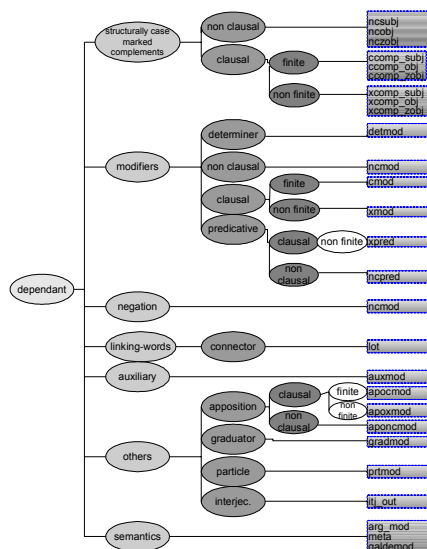 structurally case
marked
complements
non clausal
ncsubj
ncobj
nczobj
clausal
finite
ccomp_subj
ccomp_obj
ccomp_zobj
non finite
xcomp_subj
xcomp_obj
xcomp_zobj
modifiers
determiner
detmod
non clausal
ncmod
clausal
finite
cmod
non finite
xmod
predicative
clausal
non finite
xpred
non
clausal
ncpred
dependant
negation
ncmod
linking-words
connector
lot
auxiliary
auxmod
others
apposition
clausal
finite
apocmod
non
finite
apoxmod
non
clausal
aponcmod
graduator
gradmod
particle
prtmod
interjec.
itj_out
semantics
arg_mod
meta
galdemod